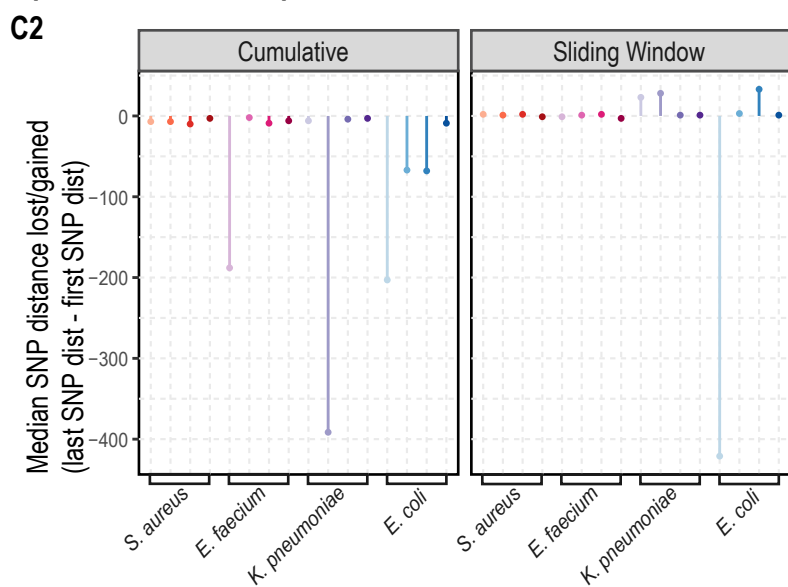 C2
Cumulative
Sliding Window
Median SNP distance lost/gained
(last SNP dist - first SNP dist)
0
−100
−200
−300
−400
S. aureus
E. faecium
K. pneumoniae
E. coli
S. aureus
E. faecium
K. pneumoniae
E. coli